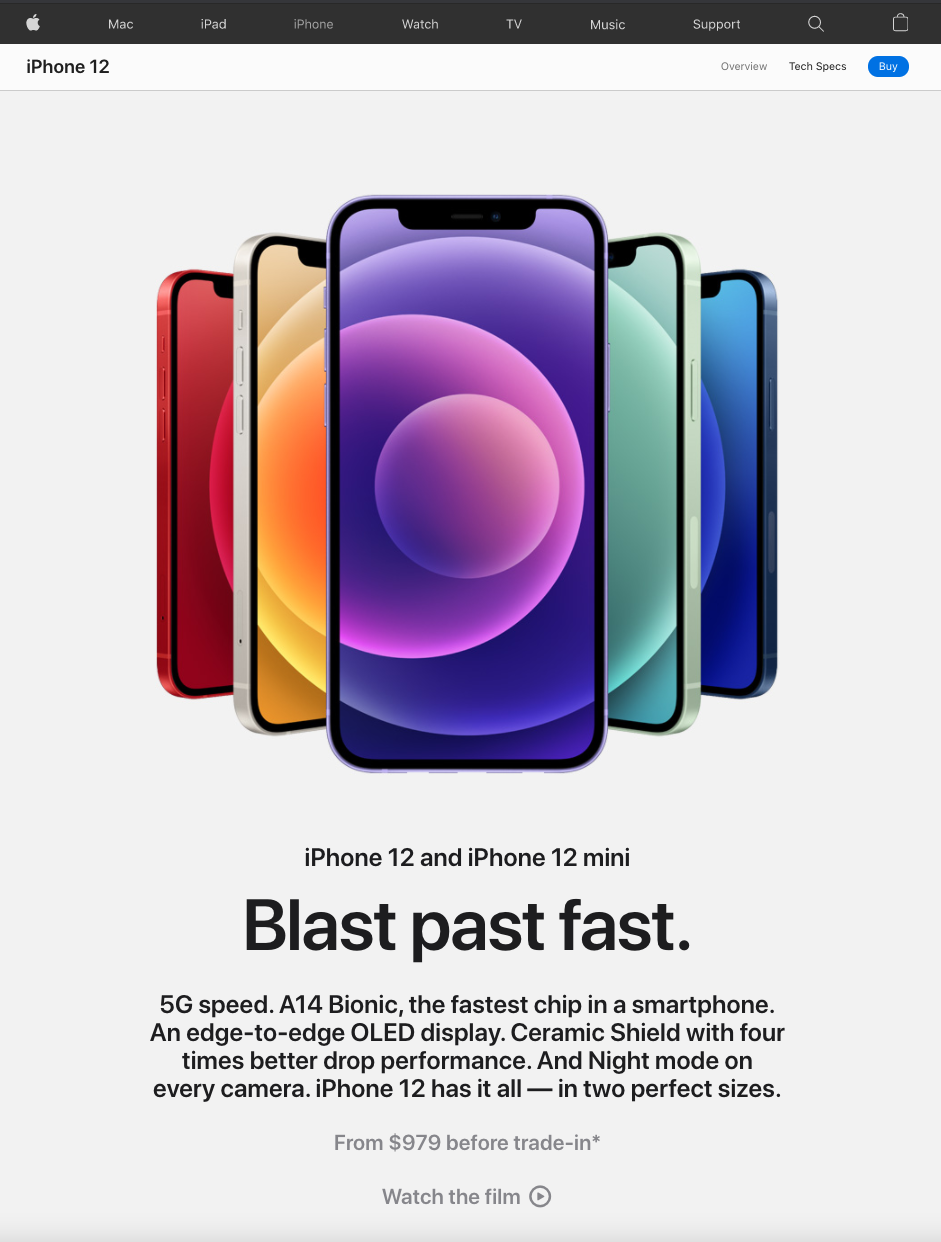 Mac iPad iPhone Watch TV Music Support
iPhone 12 Overview Tech Specs Buy
iPhone 12 and iPhone 12 mini
Blast past fast.
5G speed. A14 Bionic, the fastest chip in a smartphone.
An edge-to-edge OLED display. Ceramic Shield with four
times better drop performance. And Night mode on
every camera. iPhone 12 has it all — in two perfect sizes.
From $979 before trade-in*
Watch the film